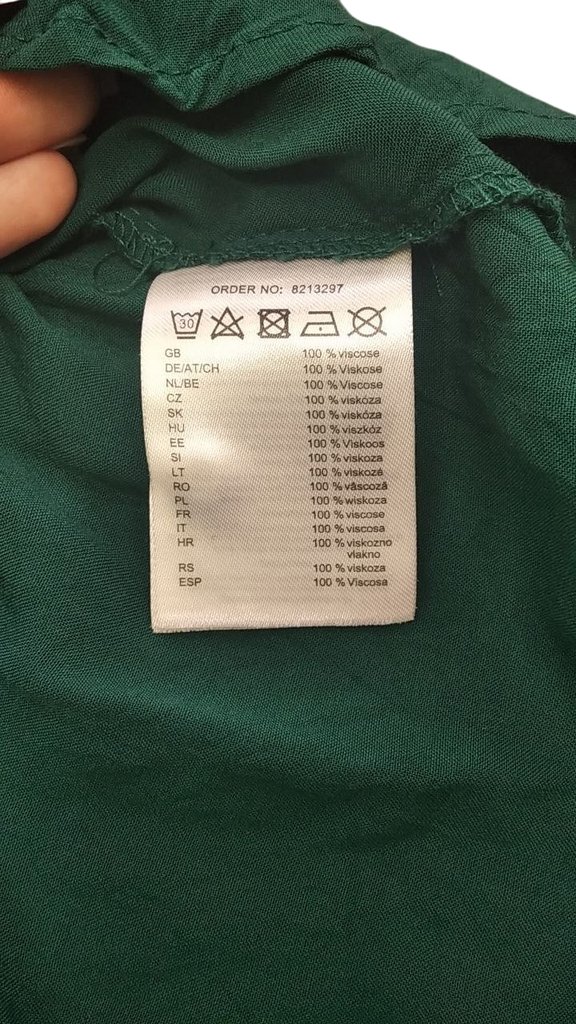 ORDER NO: 8213297
30
GB 100 % viscose
DE/AT/CH 100 % Viskose
NL/BE 100 % Viscose
CZ 100 % viskóza
SK 100 % viskóza
HU 100 % viszkóz
EE 100 % Viskoos
SI 100 % viskoza
LT 100 % viskozė
RO 100 % vâscoză
PL 100 % wiskoza
FR 100 % viscose
IT 100 % viscosa
HR 100 % viskozno
vlakno
RS 100 % viskoza
ESP 100 % Viscosa